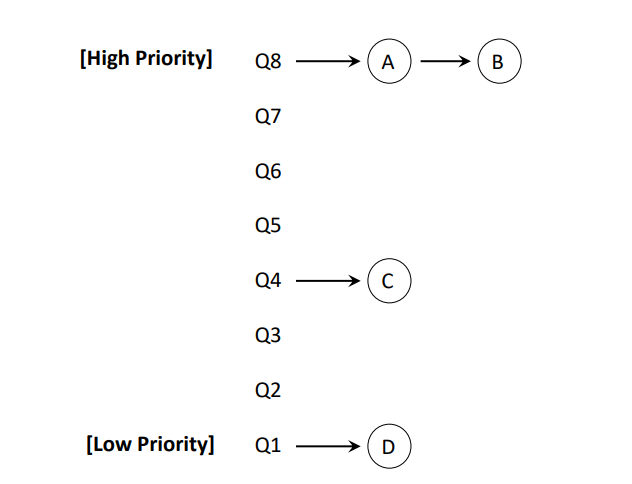 [High Priority] Q8 A B
Q7
Q6
Q5
Q4 C
Q3
Q2
[Low Priority] Q1 D